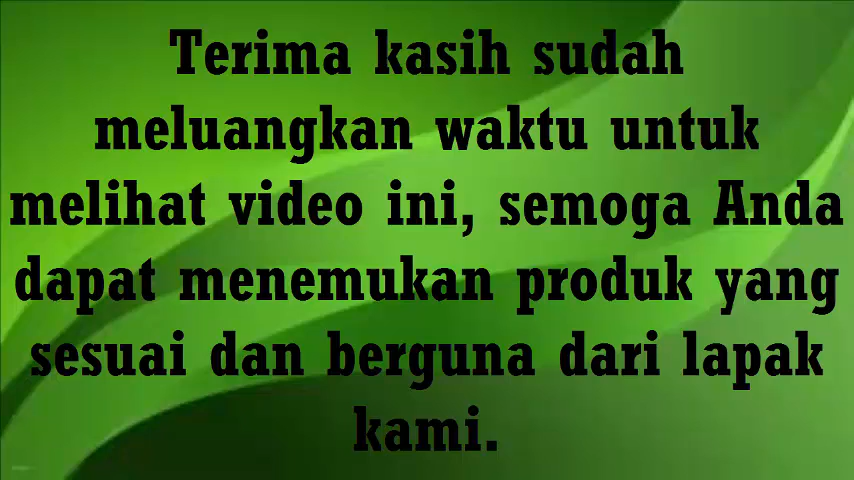 Terima kasih sudah
meluangkan waktu untuk
melihat video ini, semoga Anda
dapat menemukan produk yang
sesuai dan berguna dari lapak
kami.